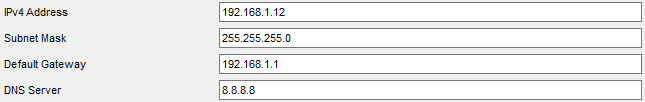 IPv4 Address 192.168.1.12
Subnet Mask 255.255.255.0
Default Gateway 192.168.1.1
DNS Server 8.8.8.8